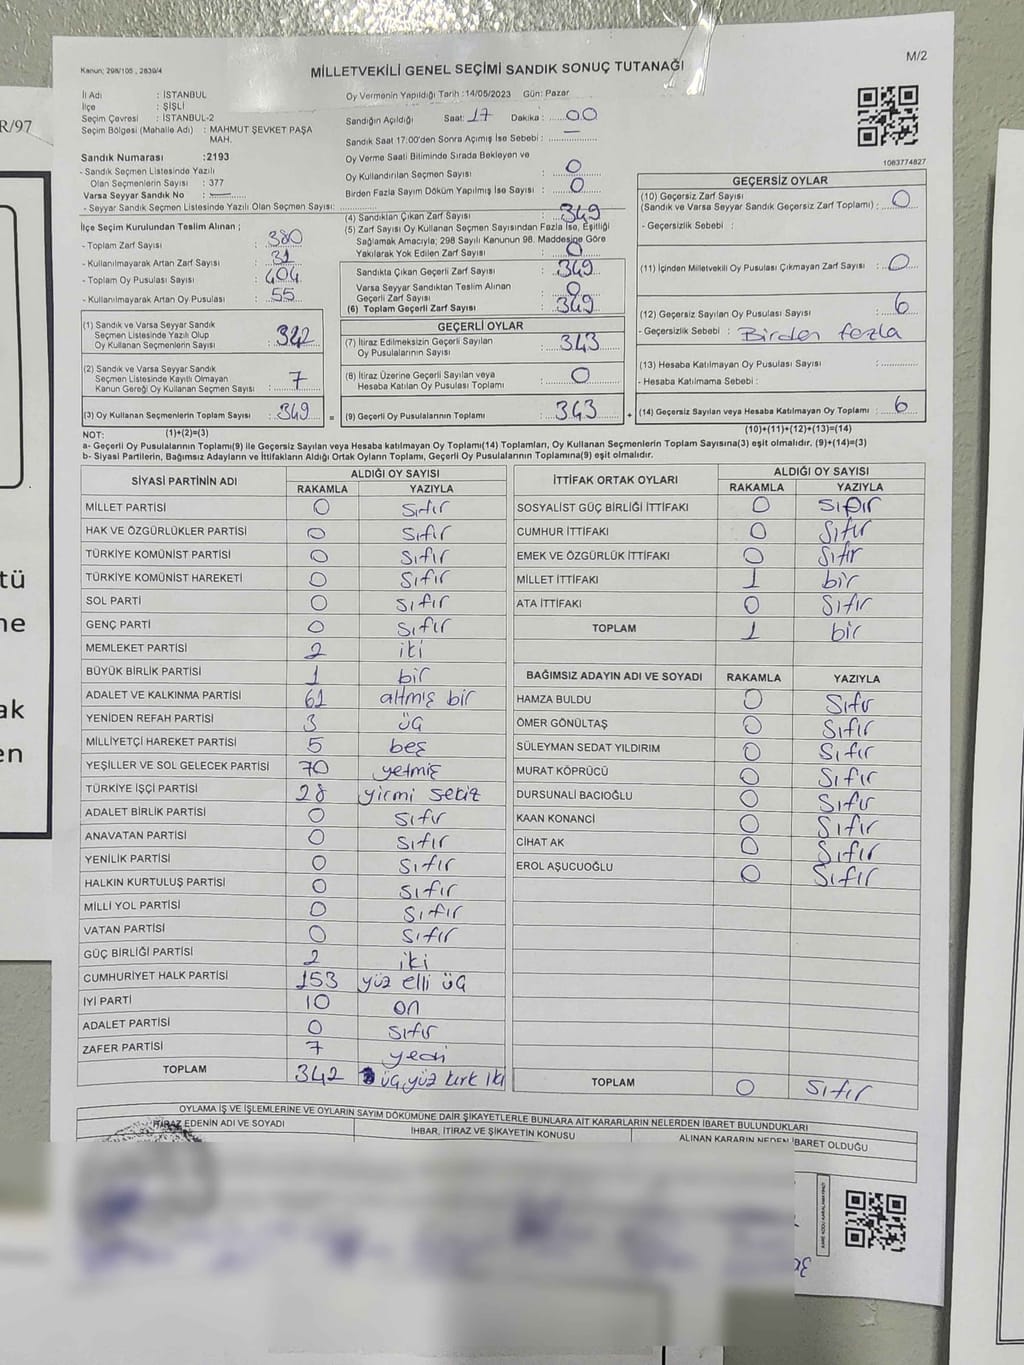 Kanun; 298/105 , 2839/4
MİLLETVEKİLİ GENEL SEÇİMİ SANDIK SONUÇ TUTANAĞI
M/2
R/97
İl Adı : İSTANBUL
İlçe : ŞİŞLİ
Seçim Çevresi : İSTANBUL-2
Seçim Bölgesi (Mahalle Adı) : MAHMUT ŞEVKET PAŞA MAH.
Sandık Numarası :2193
- Sandık Seçmen Listesinde Yazılı
Olan Seçmenlerin Sayısı : 377
Varsa Seyyar Sandık No :
- Seyyar Sandık Seçmen Listesinde Yazılı Olan Seçmen Sayısı:
İlçe Seçim Kurulundan Teslim Alınan ;
- Toplam Zarf Sayısı : 380
- Kullanılmayarak Artan Zarf Sayısı : 31
- Toplam Oy Pusulası Sayısı : 404
- Kullanılmayarak Artan Oy Pusulası : 55
(1) Sandık ve Varsa Seyyar Sandık
Seçmen Listesinde Yazılı Olup
Oy Kullanan Seçmenlerin Sayısı : 342
(2) Sandık ve Varsa Seyyar Sandık
Seçmen Listesinde Kayıtlı Olmayan
Kanun Gereği Oy Kullanan Seçmen Sayısı : 7
(3) Oy Kullanan Seçmenlerin Toplam Sayısı : 349 =
Oy Vermenin Yapıldığı Tarih :14/05/2023 Gün: Pazar
Sandığın Açıldığı Saat: 17 Dakika : 00
Sandık Saat 17:00'den Sonra Açımış İse Sebebi : —
Oy Verme Saati Bitiminde Sırada Bekleyen ve
Oy Kullandırılan Seçmen Sayısı : 0
Birden Fazla Sayım Döküm Yapılmış İse Sayısı : 0
(4) Sandıktan Çıkan Zarf Sayısı : 349
(5) Zarf Sayısı Oy Kullanan Seçmen Sayısından Fazla İse, Eşitliği
Sağlamak Amacıyla; 298 Sayılı Kanunun 98. Maddesine Göre
Yakılarak Yok Edilen Zarf Sayısı : 0
Sandıkta Çıkan Geçerli Zarf Sayısı : 349
Varsa Seyyar Sandıktan Teslim Alınan
Geçerli Zarf Sayısı : 0
(6) Toplam Geçerli Zarf Sayısı : 349
GEÇERLİ OYLAR
(7) İtiraz Edilmeksizin Geçerli Sayılan
Oy Pusulalarının Sayısı : 343
(8) İtiraz Üzerine Geçerli Sayılan veya
Hesaba Katılan Oy Pusulası Toplamı : 0
(9) Geçerli Oy Pusulalarının Toplamı : 343 +
1083774827
GEÇERSİZ OYLAR
(10) Geçersiz Zarf Sayısı
(Sandık ve Varsa Seyyar Sandık Geçersiz Zarf Toplamı) : 0
- Geçersizlik Sebebi :
(11) İçinden Milletvekili Oy Pusulası Çıkmayan Zarf Sayısı : 0
(12) Geçersiz Sayılan Oy Pusulası Sayısı : 6
- Geçersizlik Sebebi : Birden fazla
(13) Hesaba Katılmayan Oy Pusulası Sayısı :
- Hesaba Katılmama Sebebi :
(14) Geçersiz Sayılan veya Hesaba Katılmayan Oy Toplamı : 6
NOT: (1)+(2)=(3) (10)+(11)+(12)+(13)=(14)
a- Geçerli Oy Pusulalarının Toplamı(9) ile Geçersiz Sayılan veya Hesaba katılmayan Oy Toplamı(14) Toplamları, Oy Kullanan Seçmenlerin Toplam Sayısına(3) eşit olmalıdır. (9)+(14)=(3)
b- Siyasi Partilerin, Bağımsız Adayların ve İttifakların Aldığı Ortak Oyların Toplamı, Geçerli Oy Pusulalarının Toplamına(9) eşit olmalıdır.
SİYASİ PARTİNİN ADI ALDIĞI OY SAYISI
RAKAMLA YAZIYLA
MİLLET PARTİSİ 0 sıfır
HAK VE ÖZGÜRLÜKLER PARTİSİ 0 sıfır
TÜRKİYE KOMÜNİST PARTİSİ 0 sıfır
TÜRKİYE KOMÜNİST HAREKETİ 0 sıfır
SOL PARTİ 0 sıfır
GENÇ PARTİ 0 sıfır
MEMLEKET PARTİSİ 2 iki
BÜYÜK BİRLİK PARTİSİ 1 bir
ADALET VE KALKINMA PARTİSİ 61 altmış bir
YENİDEN REFAH PARTİSİ 3 üç
MİLLİYETÇİ HAREKET PARTİSİ 5 beş
YEŞİLLER VE SOL GELECEK PARTİSİ 70 yetmiş
TÜRKİYE İŞÇİ PARTİSİ 28 yirmi sekiz
ADALET BİRLİK PARTİSİ 0 sıfır
ANAVATAN PARTİSİ 0 sıfır
YENİLİK PARTİSİ 0 sıfır
HALKIN KURTULUŞ PARTİSİ 0 sıfır
MİLLİ YOL PARTİSİ 0 sıfır
VATAN PARTİSİ 0 sıfır
GÜÇ BİRLİĞİ PARTİSİ 2 iki
CUMHURİYET HALK PARTİSİ 153 yüz elli üç
İYİ PARTİ 10 on
ADALET PARTİSİ 0 sıfır
ZAFER PARTİSİ 7 yedi
TOPLAM 342 üç yüz kırk iki
İTTİFAK ORTAK OYLARI ALDIĞI OY SAYISI
RAKAMLA YAZIYLA
SOSYALİST GÜÇ BİRLİĞİ İTTİFAKI 0 sıfır
CUMHUR İTTİFAKI 0 sıfır
EMEK VE ÖZGÜRLÜK İTTİFAKI 0 sıfır
MİLLET İTTİFAKI 1 bir
ATA İTTİFAKI 0 sıfır
TOPLAM 1 bir
BAĞIMSIZ ADAYIN ADI VE SOYADI RAKAMLA YAZIYLA
HAMZA BULDU 0 sıfır
ÖMER GÖNÜLTAŞ 0 sıfır
SÜLEYMAN SEDAT YILDIRIM 0 sıfır
MURAT KÖPRÜCÜ 0 sıfır
DURSUNALİ BACIOĞLU 0 sıfır
KAAN KONANCİ 0 sıfır
CİHAT AK 0 sıfır
EROL AŞUCUOĞLU 0 sıfır
TOPLAM 0 sıfır
OYLAMA İŞ VE İŞLEMLERİNE VE OYLARIN SAYIM DÖKÜMÜNE DAİR ŞİKAYETLERLE BUNLARA AİT KARARLARIN NELERDEN İBARET BULUNDUKLARI
İTİRAZ EDENİN ADI VE SOYADI İHBAR, İTİRAZ VE ŞİKAYETİN KONUSU ALINAN KARARIN NEDEN İBARET OLDUĞU
tü
ne
ak
en